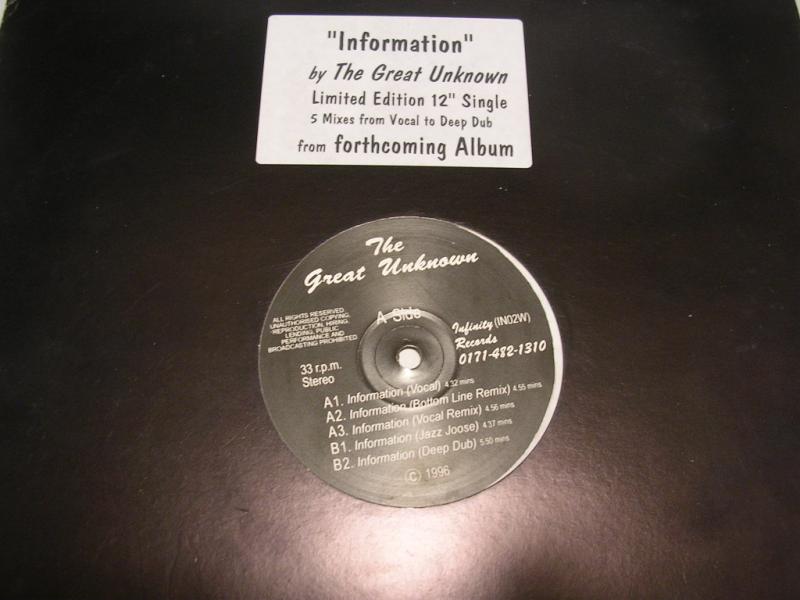 "Information"
by The Great Unknown
Limited Edition 12" Single
5 Mixes from Vocal to Deep Dub
from forthcoming Album
The
Great Unknown
A Side
ALL RIGHTS RESERVED.
UNAUTHORISED COPYING,
REPRODUCTION, HIRING,
LENDING, PUBLIC
PERFORMANCE AND
BROADCASTING PROHIBITED
33 r.p.m.
Stereo
Infinity (IN02W)
Records
0171-482-1310
A1. Information (Vocal) 4.32 mins
A2. Information (Bottom Line Remix) 4.55 mins
A3. Information (Vocal Remix) 4.56 mins
B1. Information (Jazz Joose) 4.37 mins
B2. Information (Deep Dub) 5.50 mins
© 1996